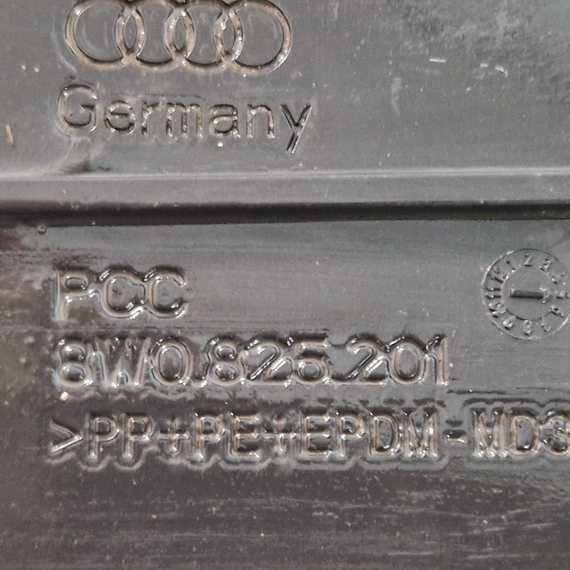 Germany
PCC
8W0.825.201
>PP+PE+EPDM-MD3